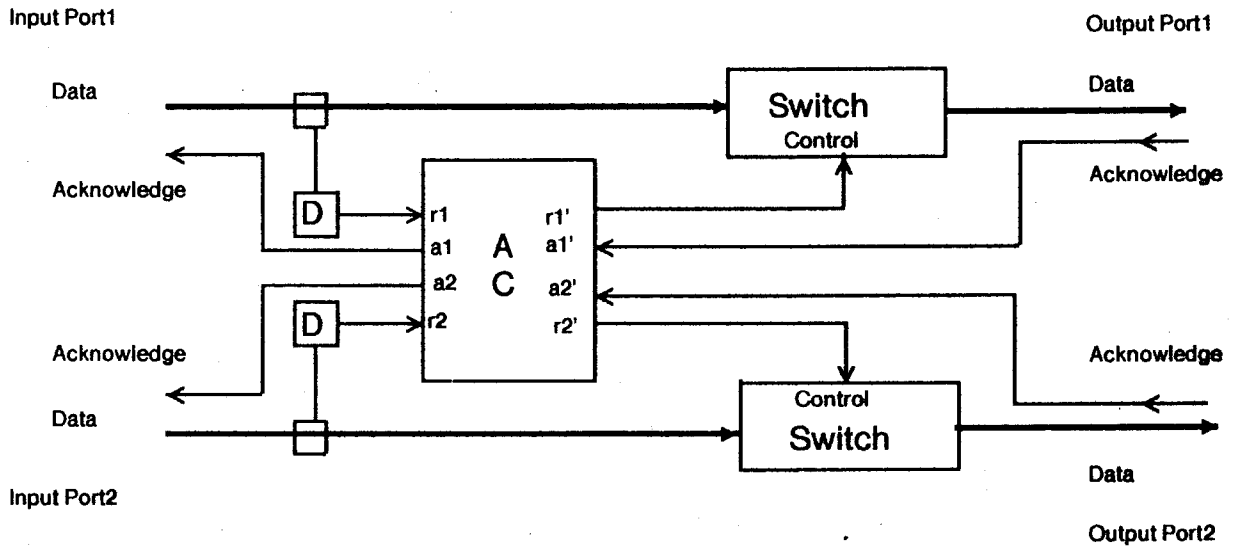 Input Port1
Output Port1
Data
Switch
Data
Control
Acknowledge
Acknowledge
D
r1
r1'
a1
A
a1'
a2
C
a2'
D
r2
r2'
Acknowledge
Acknowledge
Control
Data
Switch
Data
Input Port2
Output Port2